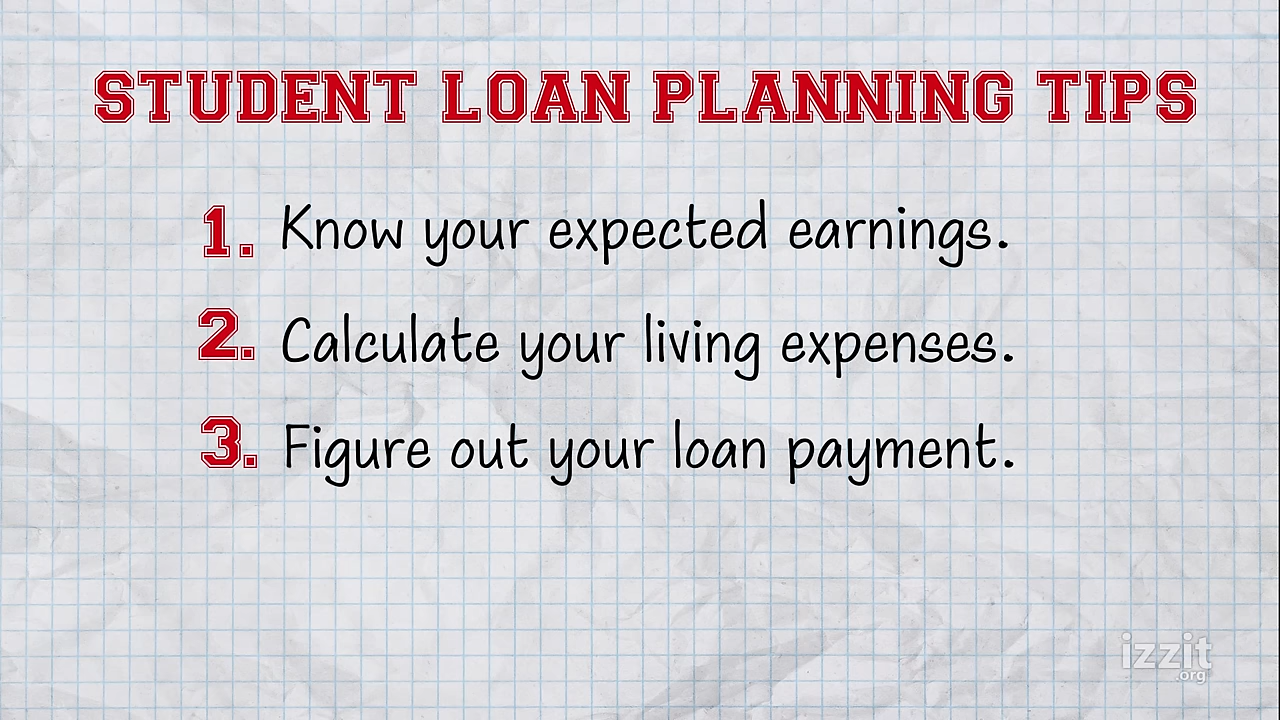 STUDENT LOAN PLANNING TIPS
1. Know your expected earnings.
2. Calculate your living expenses.
3. Figure out your loan payment.
izzit
.org